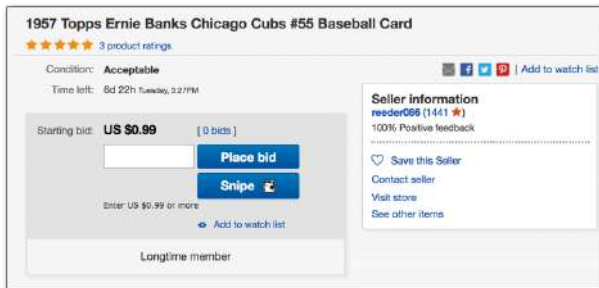 1957 Topps Ernie Banks Chicago Cubs #55 Baseball Card
3 product ratings
Condition: Acceptable
| Add to watch list
Time left: 6d 22h Tuesday, 3:27PM
Starting bid: US $0.99 [ 0 bids ]
Place bid
Snipe
Enter US $0.99 or more
Add to watch list
Longtime member
Seller information
reeder086 (1441 )
100% Positive feedback
Save this Seller
Contact seller
Visit store
See other items